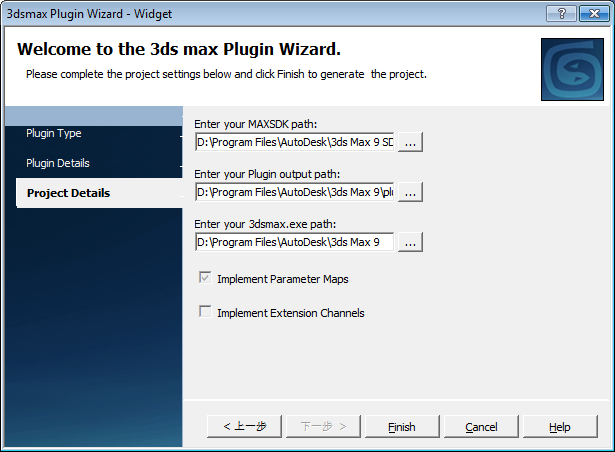 3dsmax Plugin Wizard - Widget
Welcome to the 3ds max Plugin Wizard.
Please complete the project settings below and click Finish to generate the project.
Plugin Type
Plugin Details
Project Details
Enter your MAXSDK path:
D:\Program Files\AutoDesk\3ds Max 9 SD
...
Enter your Plugin output path:
D:\Program Files\AutoDesk\3ds Max 9\plu
...
Enter your 3dsmax.exe path:
D:\Program Files\AutoDesk\3ds Max 9
...
Implement Parameter Maps
Implement Extension Channels
< 上一步
下一步 >
Finish
Cancel
Help